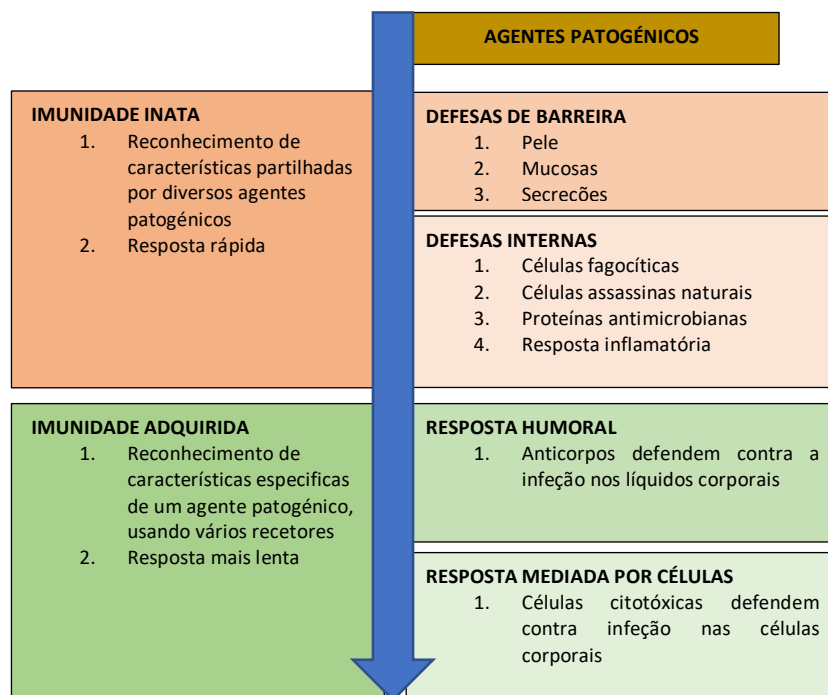 AGENTES PATOGÉNICOS
IMUNIDADE INATA
1. Reconhecimento de
características partilhadas
por diversos agentes
patogénicos
2. Resposta rápida
DEFESAS DE BARREIRA
1. Pele
2. Mucosas
3. Secrecões
DEFESAS INTERNAS
1. Células fagocíticas
2. Células assassinas naturais
3. Proteínas antimicrobianas
4. Resposta inflamatória
IMUNIDADE ADQUIRIDA
1. Reconhecimento de
características especificas
de um agente patogénico,
usando vários recetores
2. Resposta mais lenta
RESPOSTA HUMORAL
1. Anticorpos defendem contra a
infeção nos líquidos corporais
RESPOSTA MEDIADA POR CÉLULAS
1. Células citotóxicas defendem
contra infeção nas células
corporais